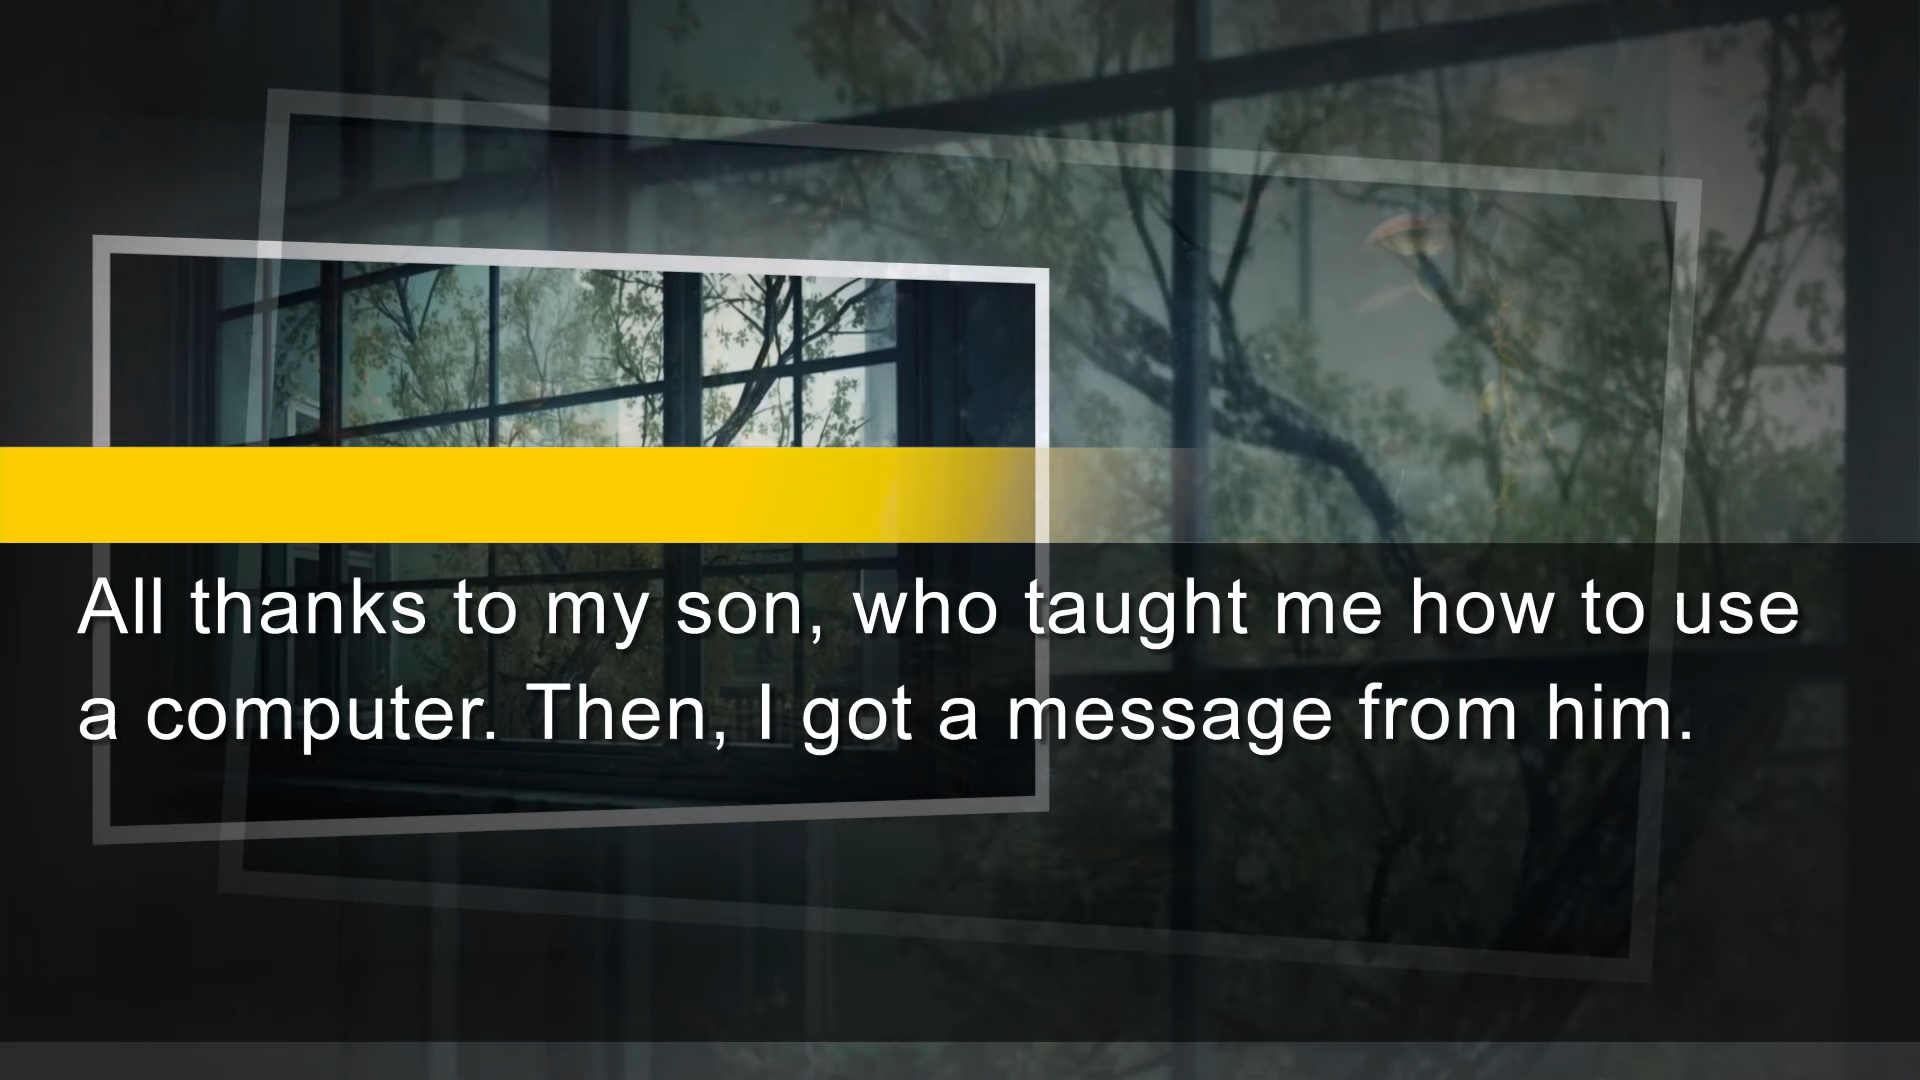 All thanks to my son, who taught me how to use
a computer. Then, I got a message from him.